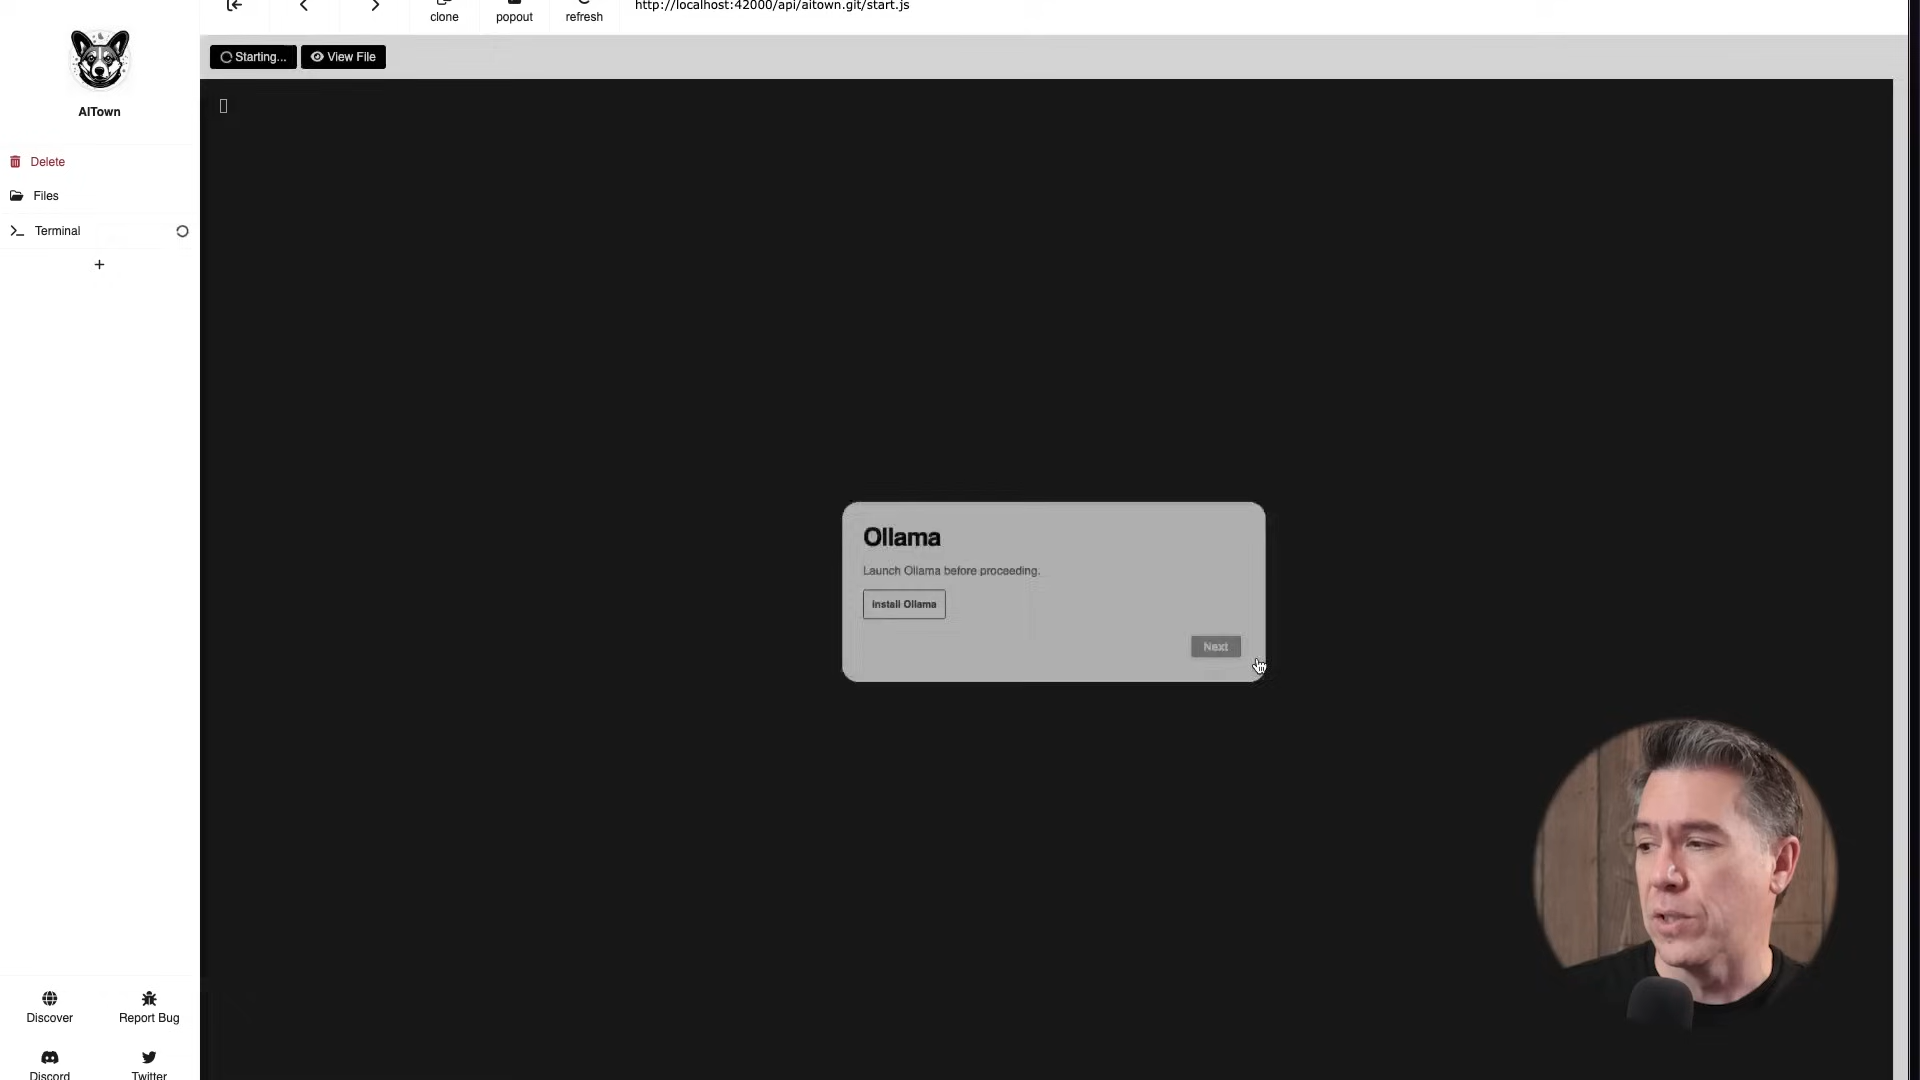 clone
popout
refresh
http://localhost:42000/api/aitown.git/start.js
Starting...
View File
AITown
Delete
Files
Terminal
+
Ollama
Launch Ollama before proceeding.
Install Ollama
Next
Discover
Report Bug
Discord
Twitter